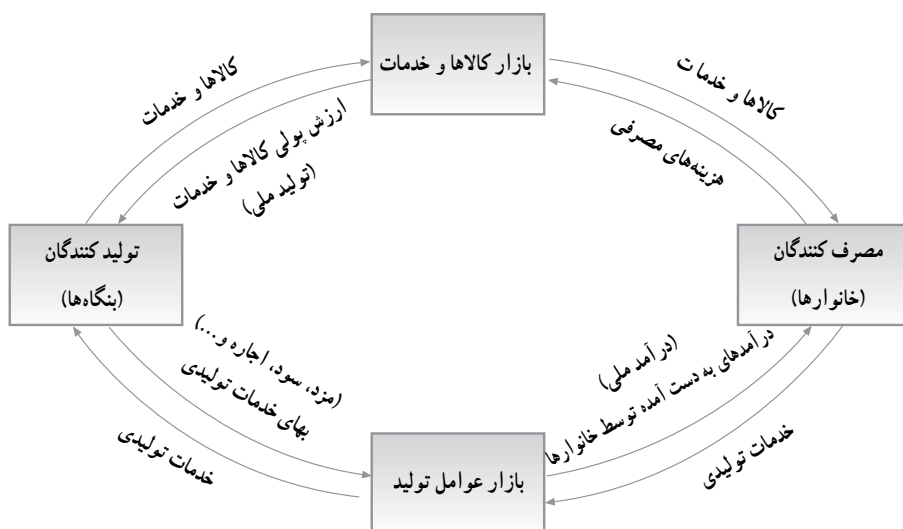 بازار کالاها و خدمات
کالاها و خدمات
کالاها و خدمات
ارزش پولی کالاها و خدمات
(تولید ملی)
هزینه‌های مصرفی
مصرف کنندگان
(خانوارها)
تولید کنندگان
(بنگاه‌ها)
(مزد، سود، اجاره و...)
بهای خدمات تولیدی
خدمات تولیدی
(درآمد ملی)
درآمدهای به دست آمده توسط خانوارها
خدمات تولیدی
بازار عوامل تولید